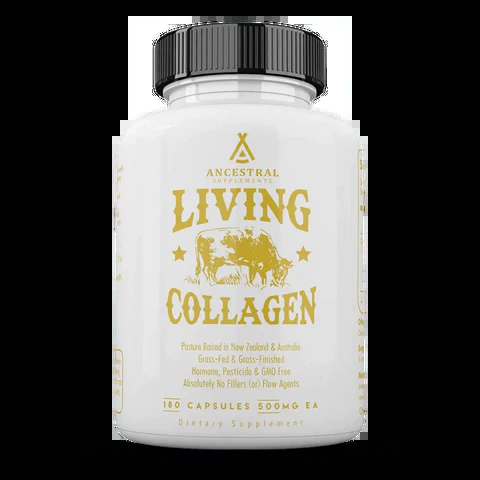 ANCESTRAL
SUPPLEMENTS
LIVING
COLLAGEN
Pasture Raised in New Zealand & Australia
Grass-Fed & Grass-Finished
Hormone, Pesticide & GMO Free
Absolutely No Fillers (or) Flow Agents
180 CAPSULES 500MG EA
Dietary Supplement